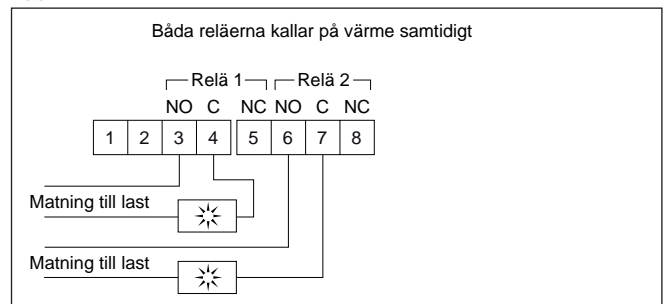 Båda reläerna kallar på värme samtidigt
Relä 1 Relä 2
NO C NC NO C NC
1 2 3 4 5 6 7 8
Matning till last
Matning till last